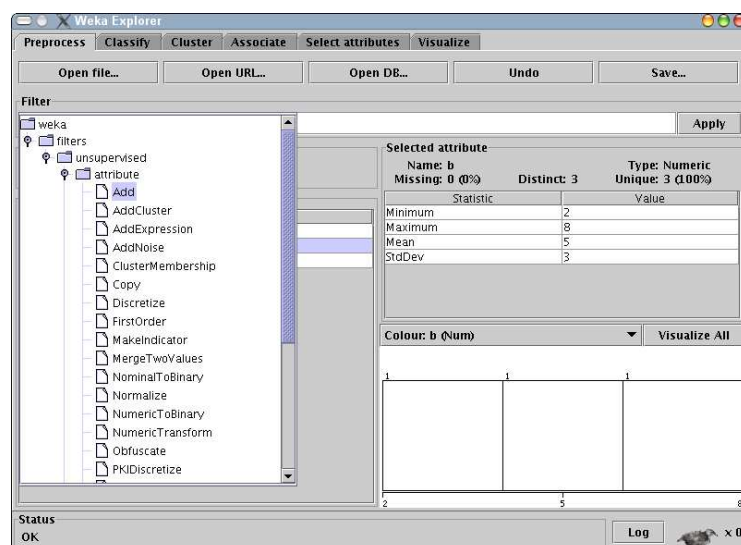 Weka Explorer
Preprocess Classify Cluster Associate Select attributes Visualize
Open file... Open URL... Open DB... Undo Save...
Filter
Apply
weka
filters
unsupervised
attribute
Add
AddCluster
AddExpression
AddNoise
ClusterMembership
Copy
Discretize
FirstOrder
MakeIndicator
MergeTwoValues
NominalToBinary
Normalize
NumericToBinary
NumericTransform
Obfuscate
PKIDiscretize
Selected attribute
Name: b Type: Numeric
Missing: 0 (0%) Distinct: 3 Unique: 3 (100%)
Statistic Value
Minimum 2
Maximum 8
Mean 5
StdDev 3
Colour: b (Num) Visualize All
1 1 1
2 5 8
Status
OK
Log x 0